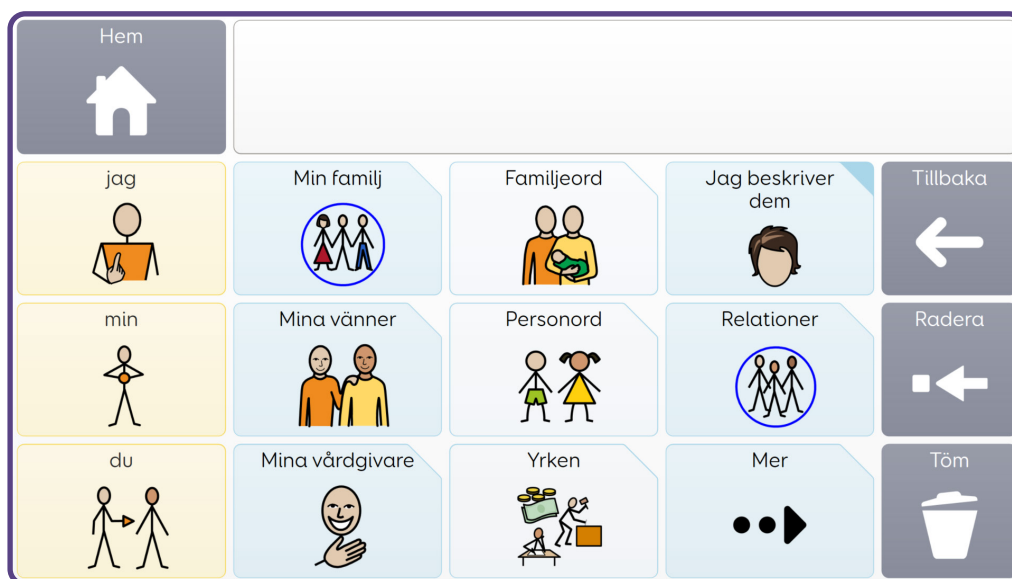 Hem
jag
Min familj
Familjeord
Jag beskriver
dem
Tillbaka
min
Mina vänner
Personord
Relationer
Radera
du
Mina vårdgivare
Yrken
Mer
Töm